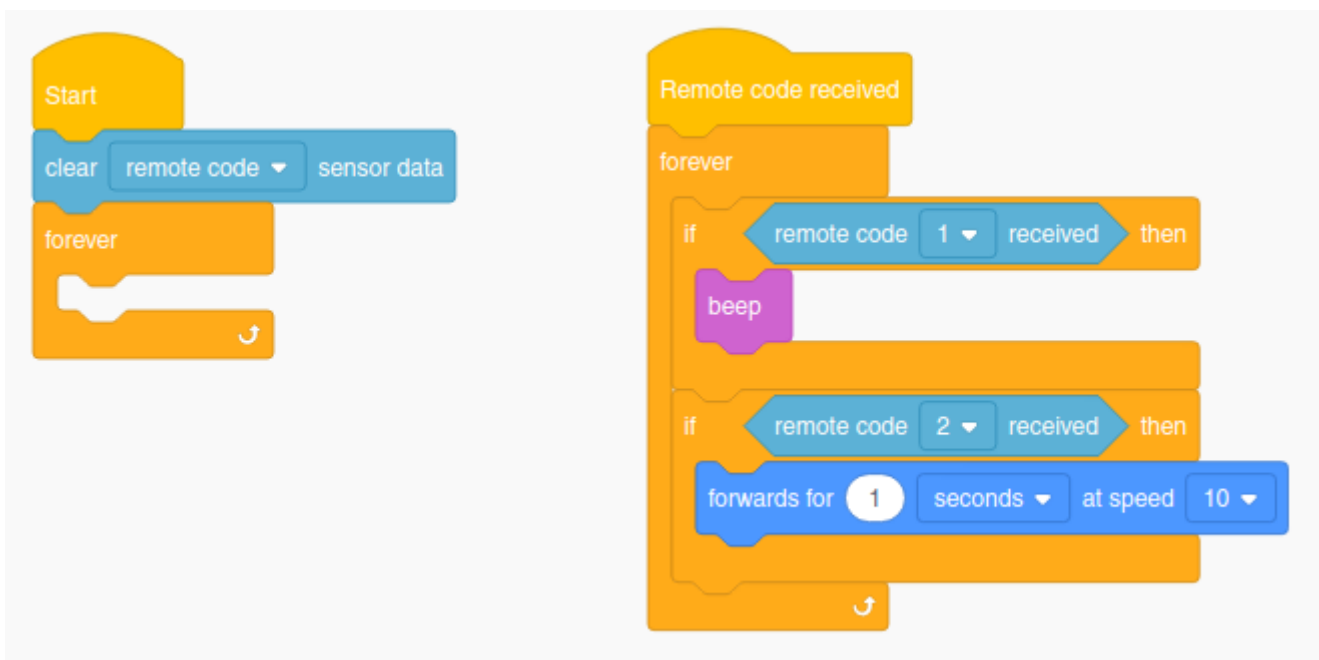 Start
clear remote code sensor data
forever
Remote code received
forever
if remote code 1 received then
beep
if remote code 2 received then
forwards for 1 seconds at speed 10